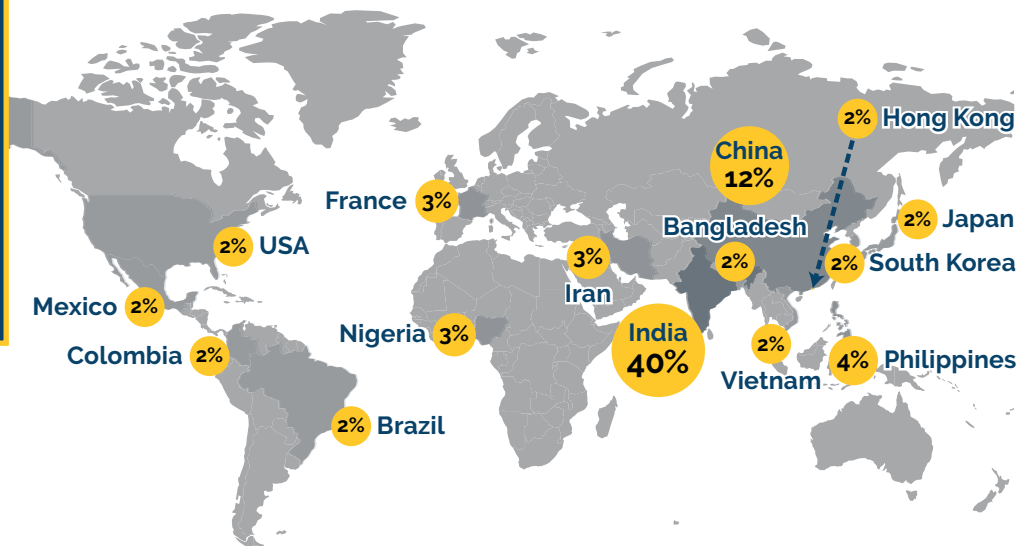 2% Hong Kong
China
12%
France 3%
Bangladesh
2% Japan
2% USA
3%
2%
2% South Korea
Iran
Mexico 2%
Nigeria 3%
India
40%
2%
Colombia 2%
4% Philippines
Vietnam
2% Brazil